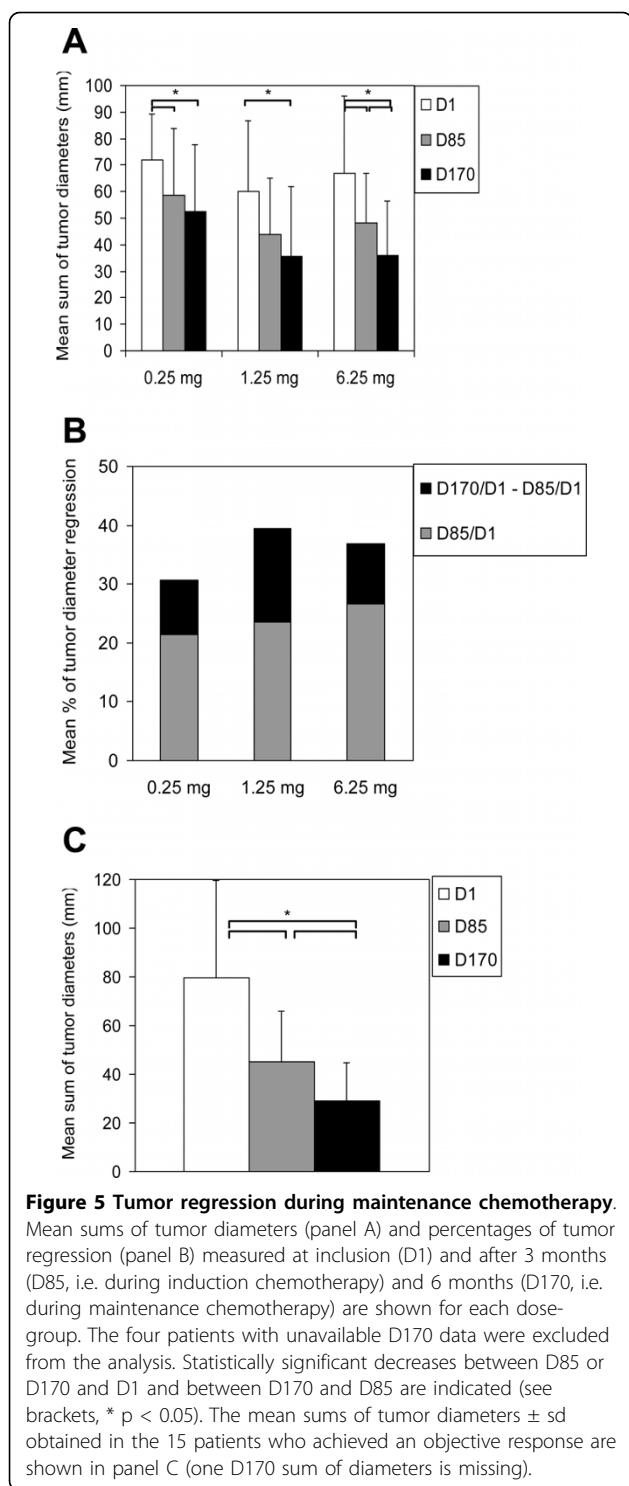 A
Mean sum of tumor diameters (mm)
100
90
80
70
60
50
40
30
20
10
0
* * *
D1
D85
D170
0.25 mg 1.25 mg 6.25 mg
B
Mean % of tumor diameter regression
50
40
30
20
10
0
D170/D1 - D85/D1
D85/D1
0.25 mg 1.25 mg 6.25 mg
C
Mean sum of tumor diameters (mm)
120
100
80
60
40
20
0
*
D1
D85
D170
Figure 5 Tumor regression during maintenance chemotherapy.
Mean sums of tumor diameters (panel A) and percentages of tumor
regression (panel B) measured at inclusion (D1) and after 3 months
(D85, i.e. during induction chemotherapy) and 6 months (D170, i.e.
during maintenance chemotherapy) are shown for each dose-
group. The four patients with unavailable D170 data were excluded
from the analysis. Statistically significant decreases between D85 or
D170 and D1 and between D170 and D85 are indicated (see
brackets, * p < 0.05). The mean sums of tumor diameters ± sd
obtained in the 15 patients who achieved an objective response are
shown in panel C (one D170 sum of diameters is missing).